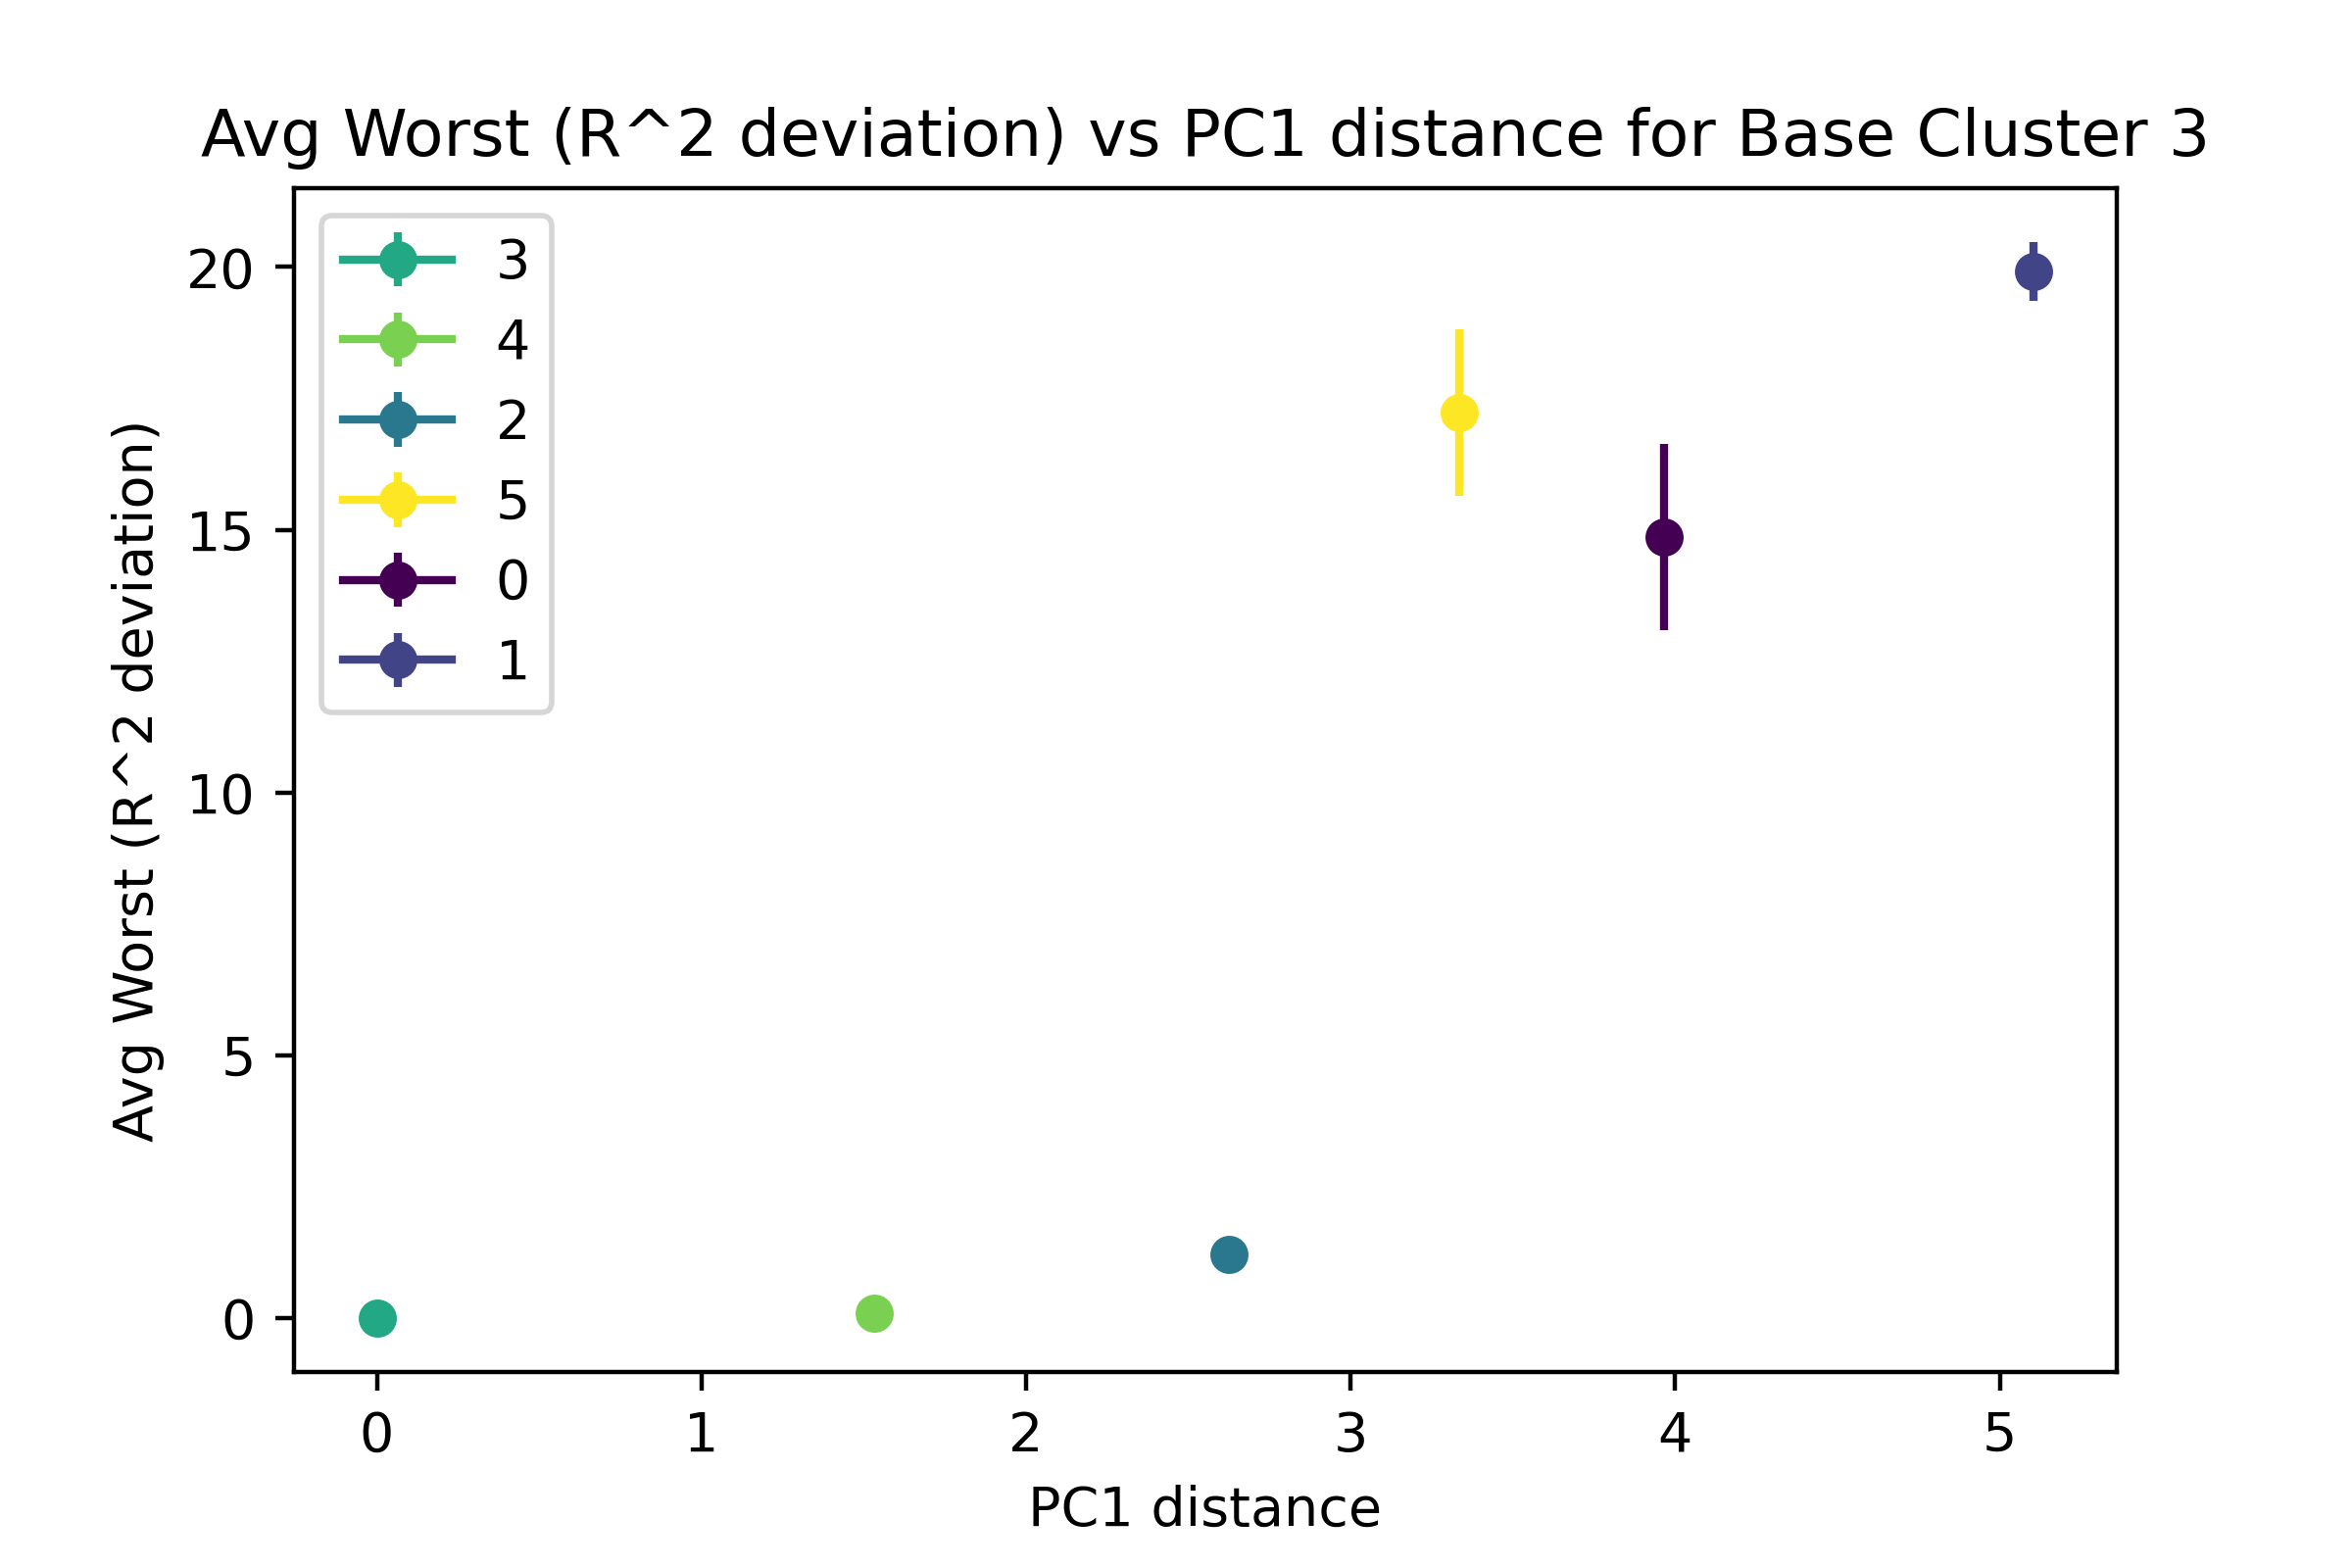 Avg Worst (R^2 deviation) vs PC1 distance for Base Cluster 3
3
4
2
5
0
1
Avg Worst (R^2 deviation)
20
15
10
5
0
0 1 2 3 4 5
PC1 distance